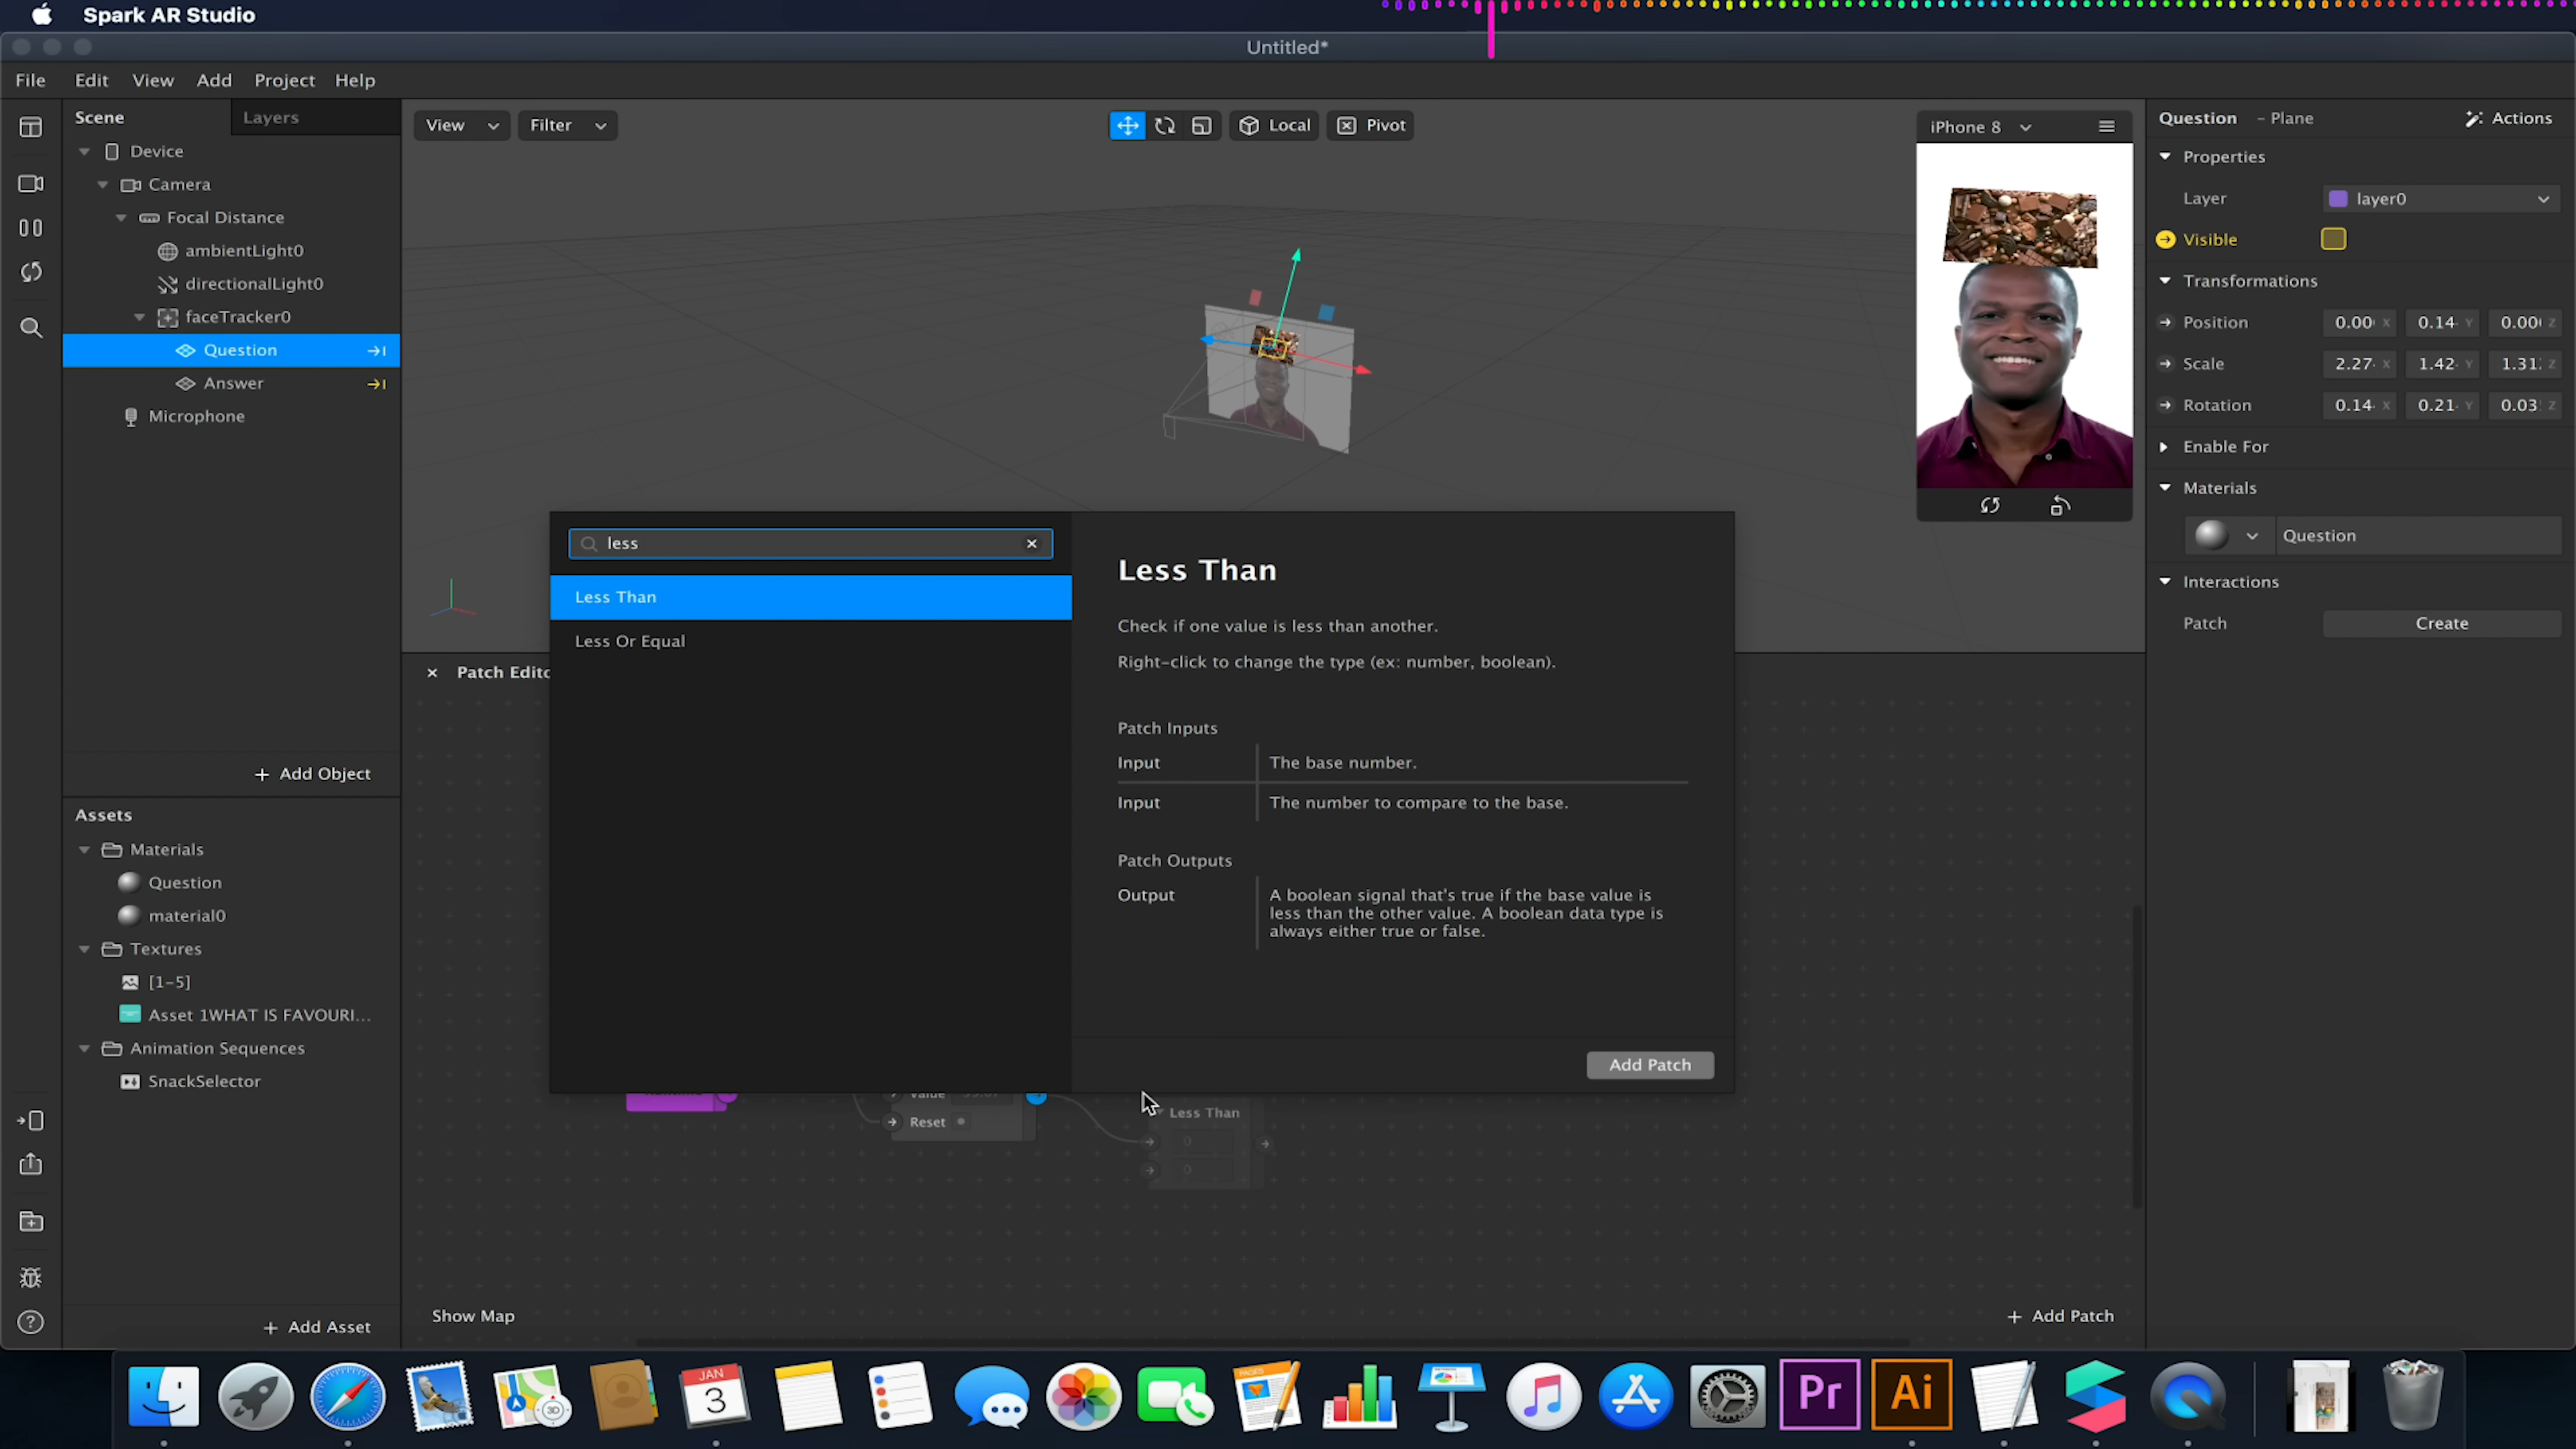 Spark AR Studio
Untitled*
File Edit View Add Project Help
Scene
Layers
Device
Camera
Focal Distance
ambientLight0
directionalLight0
faceTracker0
Question
Answer
Microphone
+ Add Object
Assets
Materials
Question
material0
Textures
[1-5]
Asset 1WHAT IS FAVOURI...
Animation Sequences
SnackSelector
+ Add Asset
View
Filter
Local
Pivot
iPhone 8
less
Less Than
Less Or Equal
Less Than
Check if one value is less than another.
Right-click to change the type (ex: number, boolean).
Patch Inputs
Input The base number.
Input The number to compare to the base.
Patch Outputs
Output A boolean signal that's true if the base value is
less than the other value. A boolean data type is
always either true or false.
Add Patch
Patch Edito
Value
Reset
Less Than
0
0
Show Map
+ Add Patch
Question - Plane
Actions
Properties
Layer layer0
Visible
Transformations
Position 0.00 X 0.14 Y 0.00 Z
Scale 2.27 X 1.42 Y 1.31 Z
Rotation 0.14 X 0.21 Y 0.03 Z
Enable For
Materials
Question
Interactions
Patch Create
JAN
3
3D
PAGES
Pr
Ai